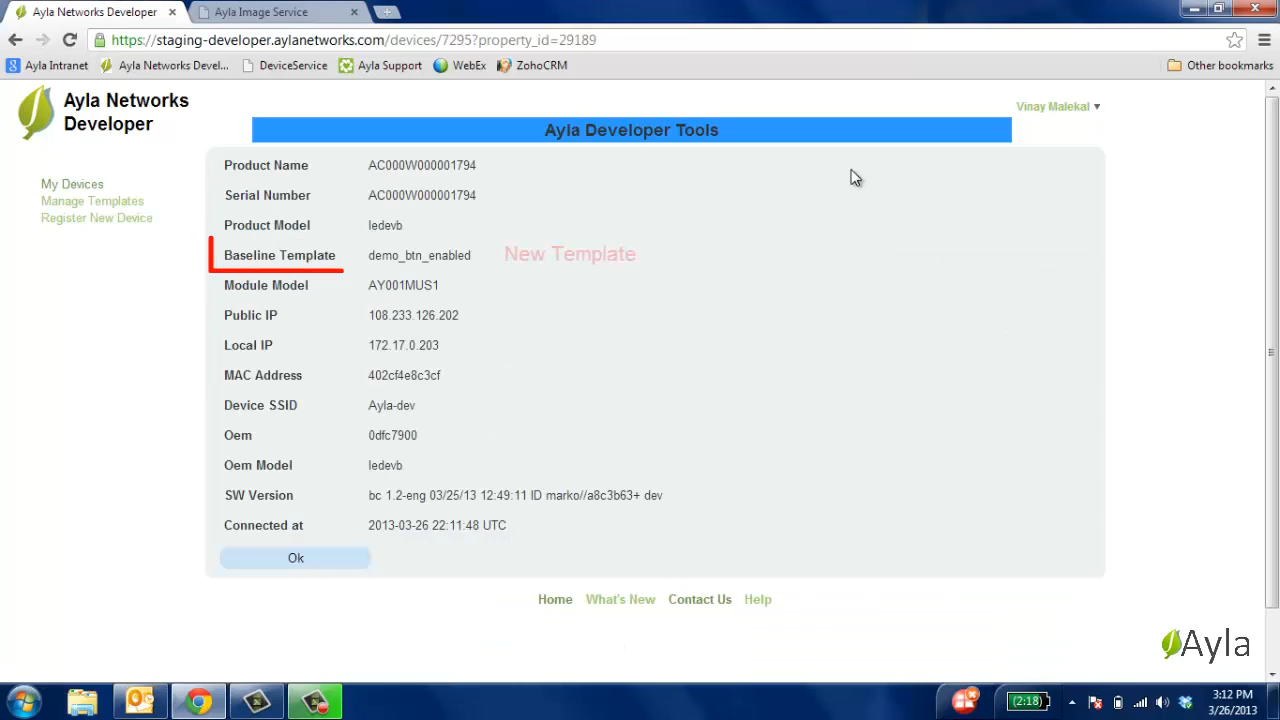 Ayla Networks Developer
Ayla Image Service
https://staging-developer.aylanetworks.com/devices/7295?property_id=29189
Ayla Intranet
Ayla Networks Devel...
DeviceService
Ayla Support
WebEx
ZohoCRM
Other bookmarks
Ayla Networks
Developer
Vinay Malekal
Ayla Developer Tools
My Devices
Manage Templates
Register New Device
Product Name AC000W000001794
Serial Number AC000W000001794
Product Model ledevb
Baseline Template demo_btn_enabled New Template
Module Model AY001MUS1
Public IP 108.233.126.202
Local IP 172.17.0.203
MAC Address 402cf4e8c3cf
Device SSID Ayla-dev
Oem 0dfc7900
Oem Model ledevb
SW Version bc 1.2-eng 03/25/13 12:49:11 ID marko//a8c3b63+ dev
Connected at 2013-03-26 22:11:48 UTC
Ok
Home What's New Contact Us Help
Ayla
(2:18)
3:12 PM
3/26/2013